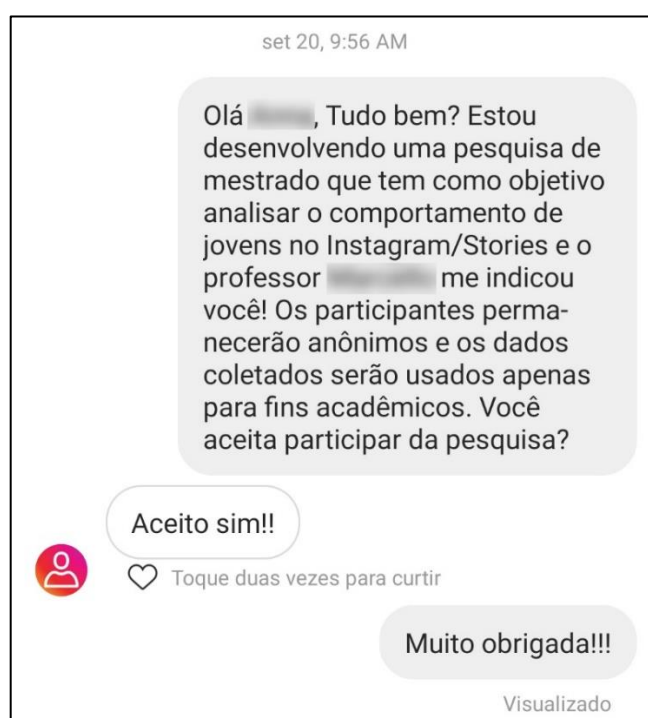 set 20, 9:56 AM
Olá , Tudo bem? Estou
desenvolvendo uma pesquisa de
mestrado que tem como objetivo
analisar o comportamento de
jovens no Instagram/Stories e o
professor me indicou
você! Os participantes perma-
necerão anônimos e os dados
coletados serão usados apenas
para fins acadêmicos. Você
aceita participar da pesquisa?
Aceito sim!!
Toque duas vezes para curtir
Muito obrigada!!!
Visualizado